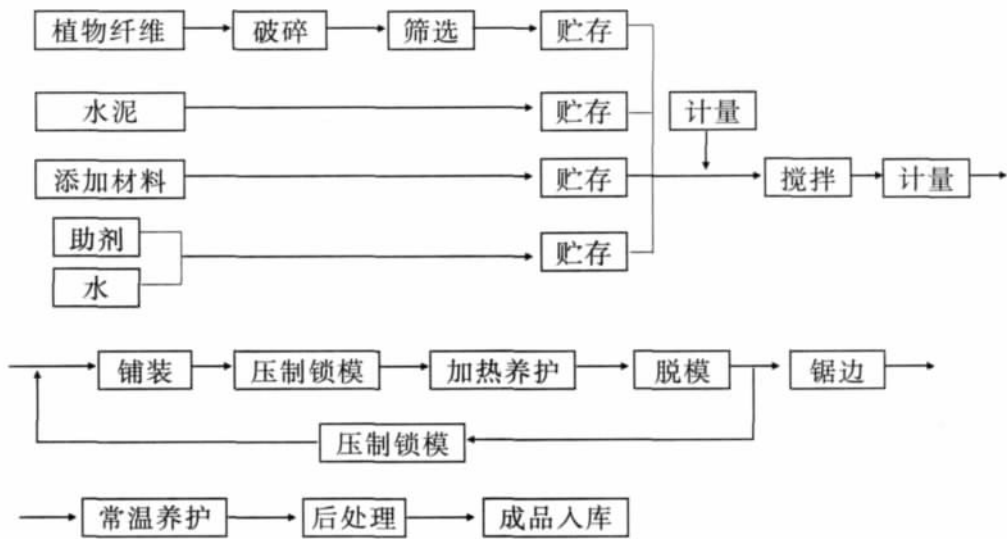 植物纤维 破碎 筛选 贮存
水泥 贮存 计量
添加材料 贮存 搅拌 计量
助剂 贮存
水
铺装 压制锁模 加热养护 脱模 锯边
压制锁模
常温养护 后处理 成品入库